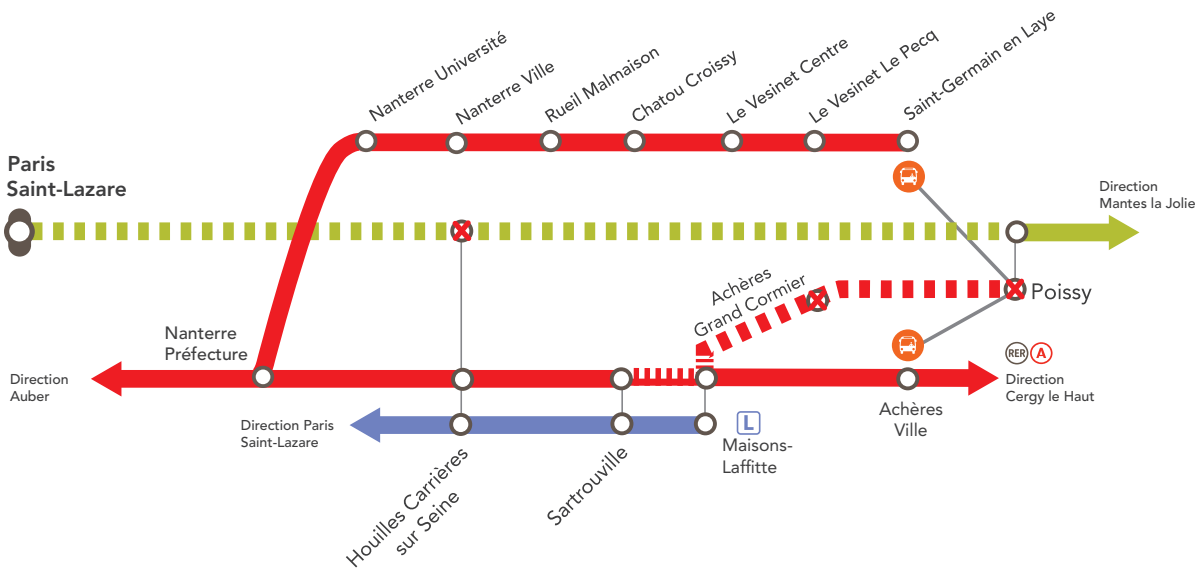 Nanterre Université
Nanterre Ville
Rueil Malmaison
Chatou Croissy
Le Vesinet Centre
Le Vesinet Le Pecq
Saint-Germain en Laye
Paris
Saint-Lazare
Direction
Mantes la Jolie
Achères
Grand Cormier
Poissy
Nanterre
Préfecture
RER A
Direction
Auber
Direction
Cergy le Haut
Direction Paris
Saint-Lazare
L
Maisons-
Laffitte
Achères
Ville
Houilles Carrières
sur Seine
Sartrouville